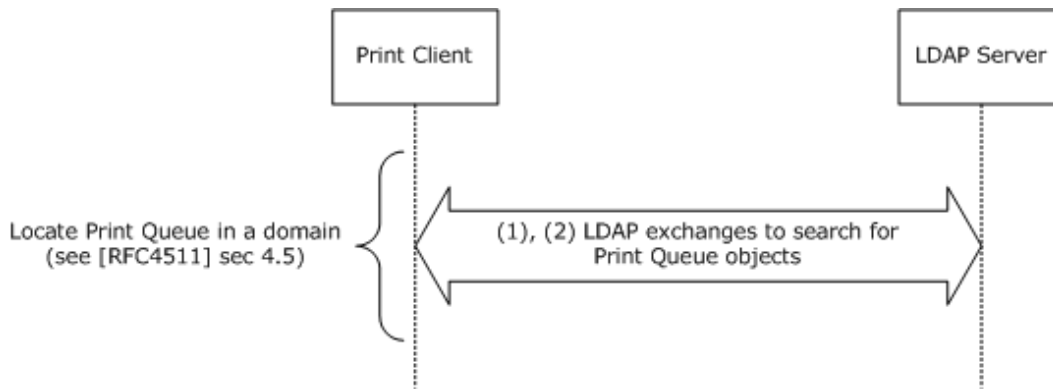 Print Client
LDAP Server
Locate Print Queue in a domain
(see [RFC4511] sec 4.5)
(1), (2) LDAP exchanges to search for
Print Queue objects